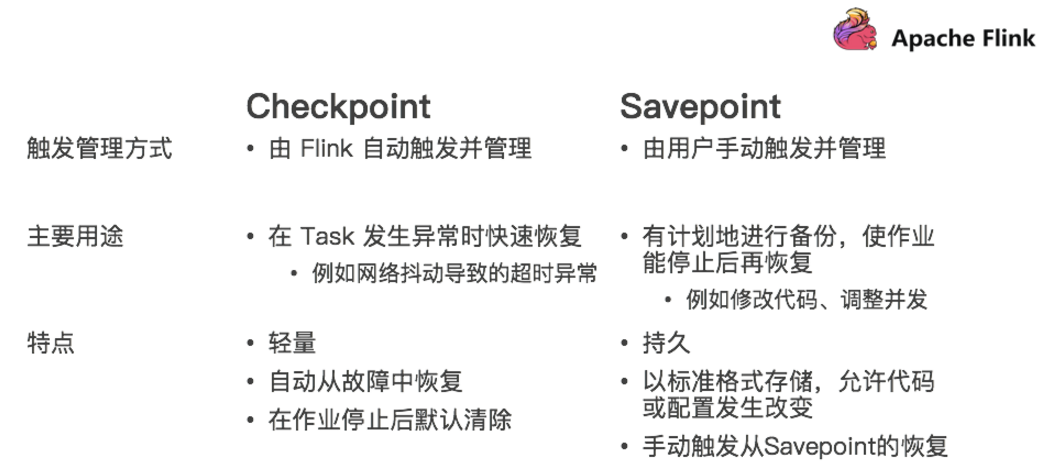 Apache Flink
Checkpoint Savepoint
触发管理方式 • 由 Flink 自动触发并管理 • 由用户手动触发并管理
主要用途 • 在 Task 发生异常时快速恢复 • 有计划地进行备份，使作业
能停止后再恢复
• 例如网络抖动导致的超时异常
• 例如修改代码、调整并发
特点 • 轻量 • 持久
• 自动从故障中恢复 • 以标准格式存储，允许代码
或配置发生改变
• 在作业停止后默认清除
• 手动触发从Savepoint的恢复